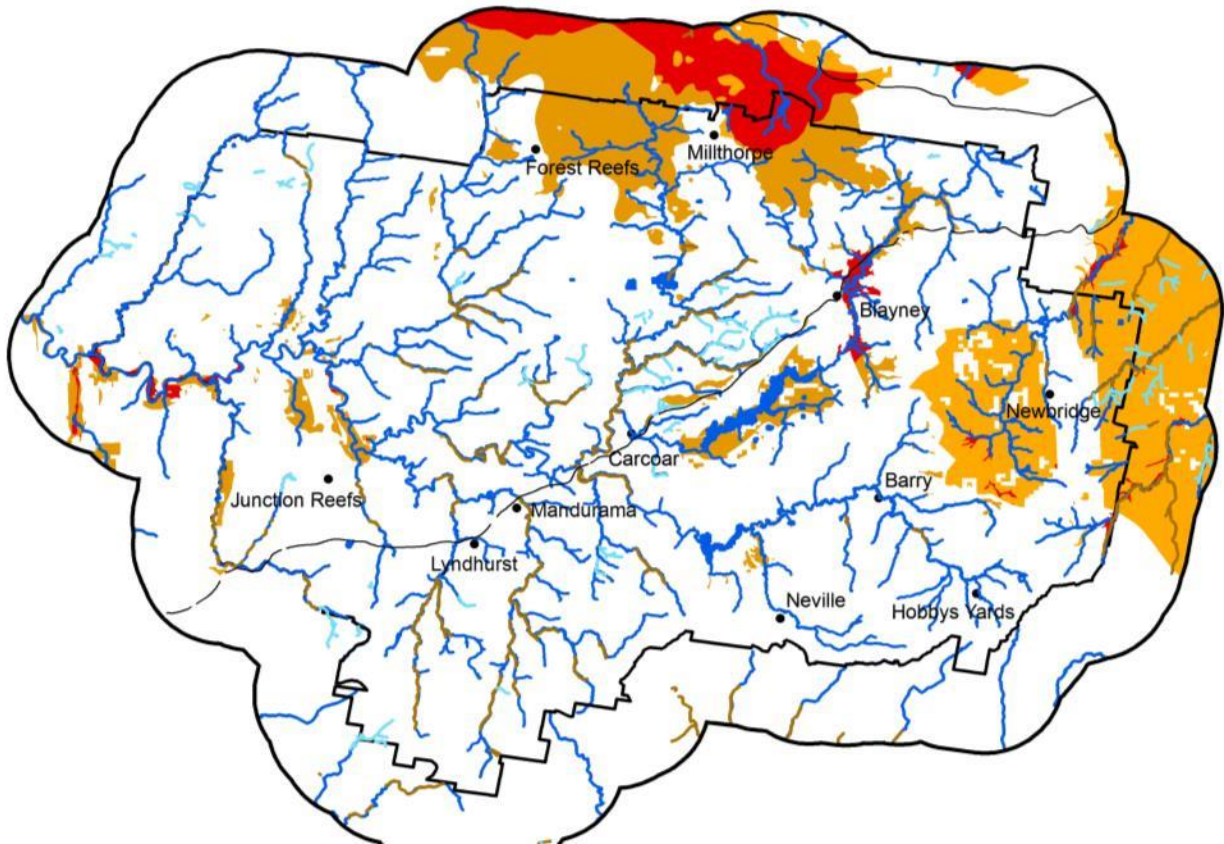 Millthorpe
Forest Reefs
Blayney
Newbridge
Carcoar
Junction Reefs
Barry
Mandurama
Lyndhurst
Neville
Hobbys Yards